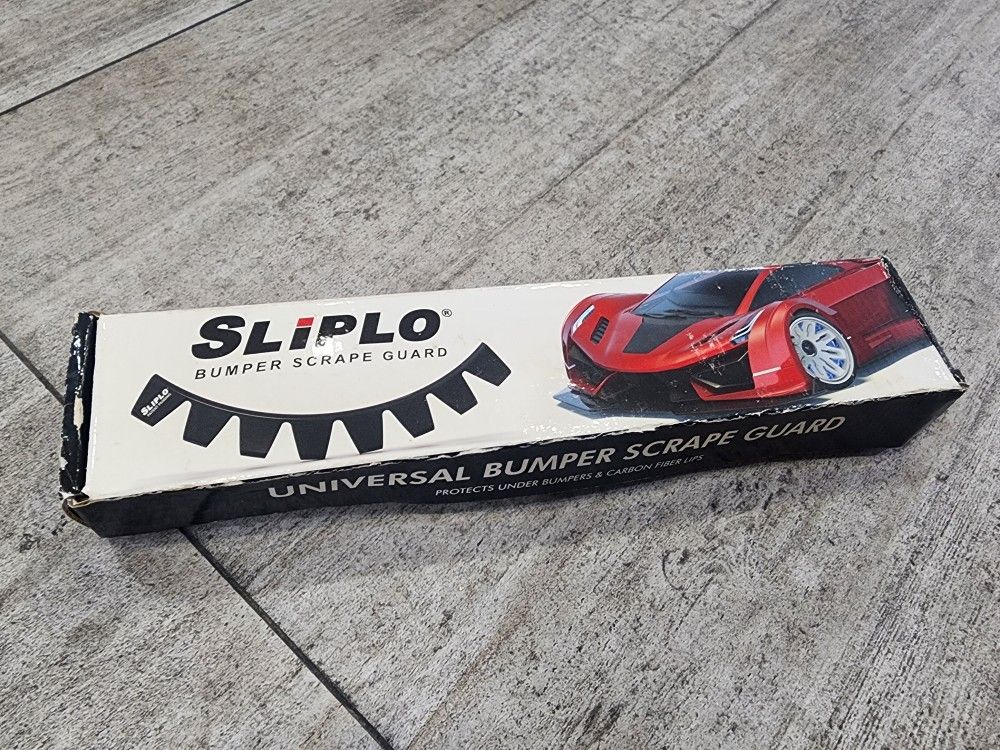 SLiPLO®
BUMPER SCRAPE GUARD
SLiPLO
UNIVERSAL BUMPER SCRAPE GUARD
PROTECTS UNDER BUMPERS & CARBON FIBER LIPS